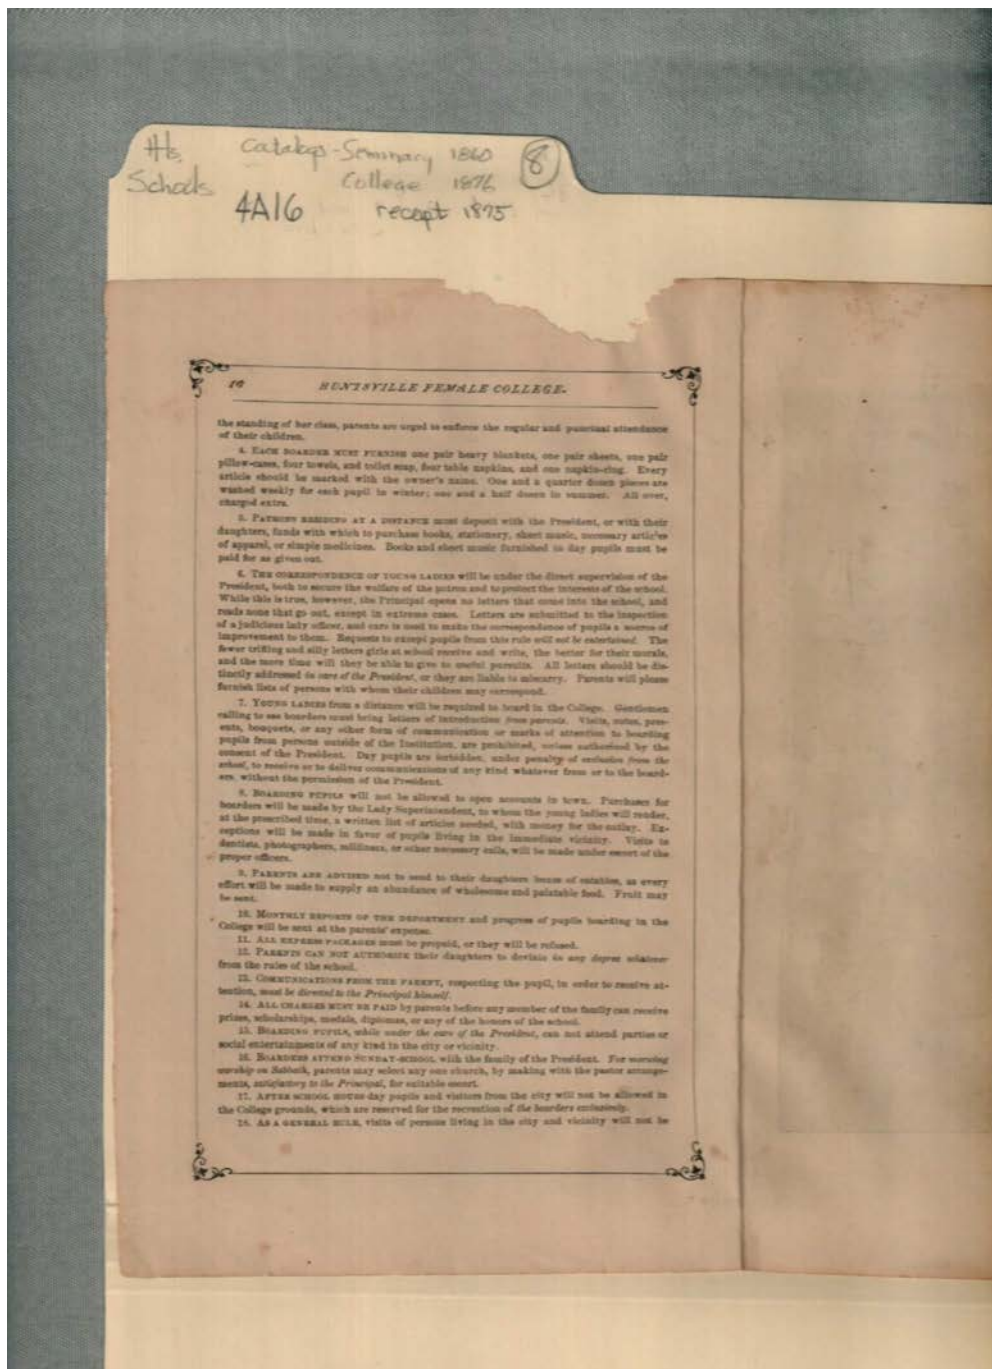 Hs. Catalogs - Seminary 1860 8
Schools College 1876
4A16 receipt 1875
16 HUNTSVILLE FEMALE COLLEGE.
the standing of her class, parents are urged to enforce the regular and punctual attendance
of their children.
4. EACH BOARDER MUST FURNISH one pair heavy blankets, one pair sheets, one pair
pillow-cases, four towels, and toilet soap, four table napkins, and one napkin-ring. Every
article should be marked with the owner's name. One and a quarter dozen pieces are
washed weekly for each pupil in winter; one and a half dozen in summer. All over,
charged extra.
5. PATRONS RESIDING AT A DISTANCE must deposit with the President, or with their
daughters, funds with which to purchase books, stationery, sheet music, necessary articles
of apparel, or simple medicines. Books and sheet music furnished to day pupils must be
paid for as given out.
6. THE CORRESPONDENCE OF YOUNG LADIES will be under the direct supervision of the
President, both to secure the welfare of the patron and to protect the interests of the school.
While this is true, however, the Principal opens no letters that come into the school, and
reads none that go out, except in extreme cases. Letters are submitted to the inspection
of a judicious lady officer, and care is used to make the correspondence of pupils a source of
improvement to them. Requests to except pupils from this rule will not be entertained. The
fewer trifling and silly letters girls at school receive and write, the better for their morals,
and the more time will they be able to give to useful pursuits. All letters should be dis-
tinctly addressed in care of the President, or they are liable to miscarry. Parents will please
furnish lists of persons with whom their children may correspond.
7. YOUNG LADIES from a distance will be required to board in the College. Gentlemen
calling to see boarders must bring letters of introduction from parents. Visits, notes, pres-
ents, bouquets, or any other form of communication or marks of attention to boarding
pupils from persons outside of the Institution, are prohibited, unless authorized by the
consent of the President. Day pupils are forbidden, under penalty of exclusion from the
school, to receive or to deliver communications of any kind whatever from or to the board-
ers, without the permission of the President.
8. BOARDING PUPILS will not be allowed to open accounts in town. Purchases for
boarders will be made by the Lady Superintendent, to whom the young ladies will render,
at the prescribed time, a written list of articles needed, with money for the outlay. Ex-
ceptions will be made in favor of pupils living in the immediate vicinity. Visits to
dentists, photographers, milliners, or other necessary calls, will be made under escort of the
proper officers.
9. PARENTS ARE ADVISED not to send to their daughters boxes of eatables, as every
effort will be made to supply an abundance of wholesome and palatable food. Fruit may
be sent.
10. MONTHLY REPORTS OF THE DEPORTMENT and progress of pupils boarding in the
College will be sent at the parents' expense.
11. ALL EXPRESS PACKAGES must be prepaid, or they will be refused.
12. PARENTS CAN NOT AUTHORIZE their daughters to deviate in any degree whatever
from the rules of the school.
13. COMMUNICATIONS FROM THE PARENT, respecting the pupil, in order to receive at-
tention, must be directed to the Principal himself.
14. ALL CHARGES MUST BE PAID by parents before any member of the family can receive
prizes, scholarships, medals, diplomas, or any of the honors of the school.
15. BOARDING PUPILS, while under the care of the President, can not attend parties or
social entertainments of any kind in the city or vicinity.
16. BOARDERS ATTEND SUNDAY-SCHOOL with the family of the President. For morning
worship on Sabbath, parents may select any one church, by making with the pastor arrange-
ments, satisfactory to the Principal, for suitable escort.
17. AFTER SCHOOL HOURS day pupils and visitors from the city will not be allowed in
the College grounds, which are reserved for the recreation of the boarders exclusively.
18. AS A GENERAL RULE, visits of persons living in the city and vicinity will not be